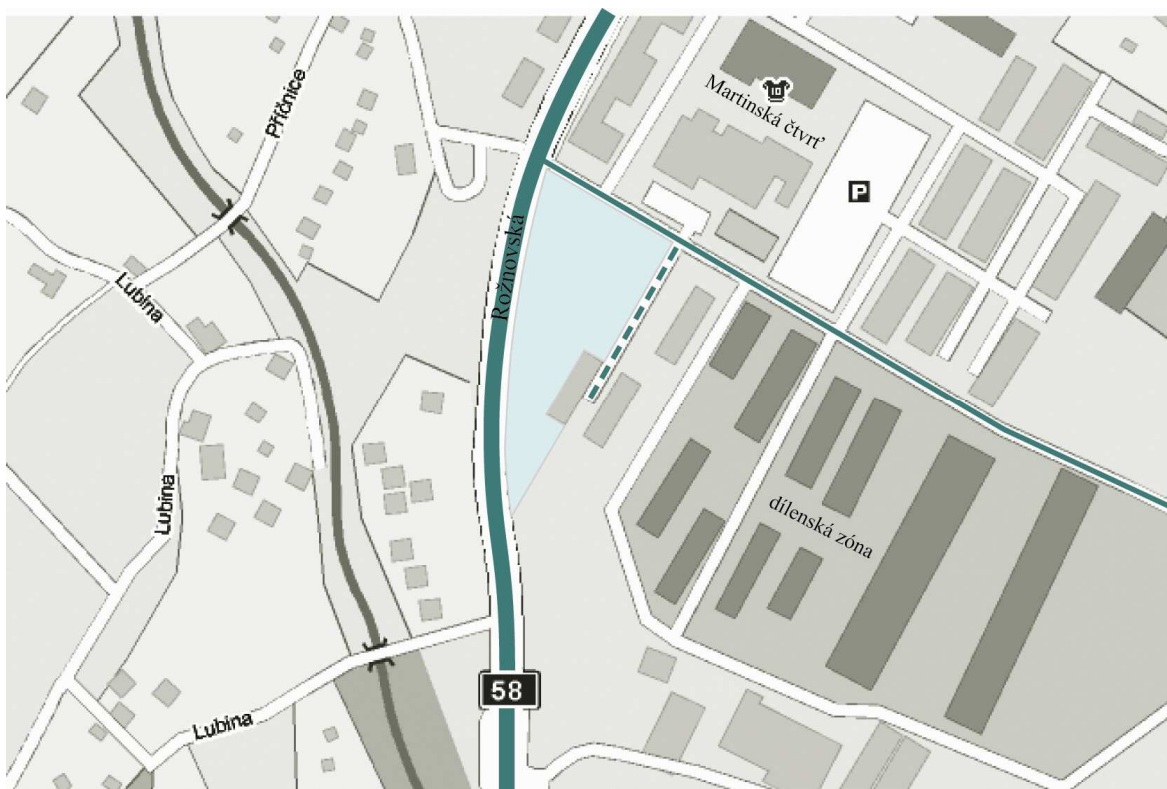 Příčnice
10
Martinská čtvrť
P
Rožnovská
Lubina
Lubina
dílenská zóna
58
Lubina